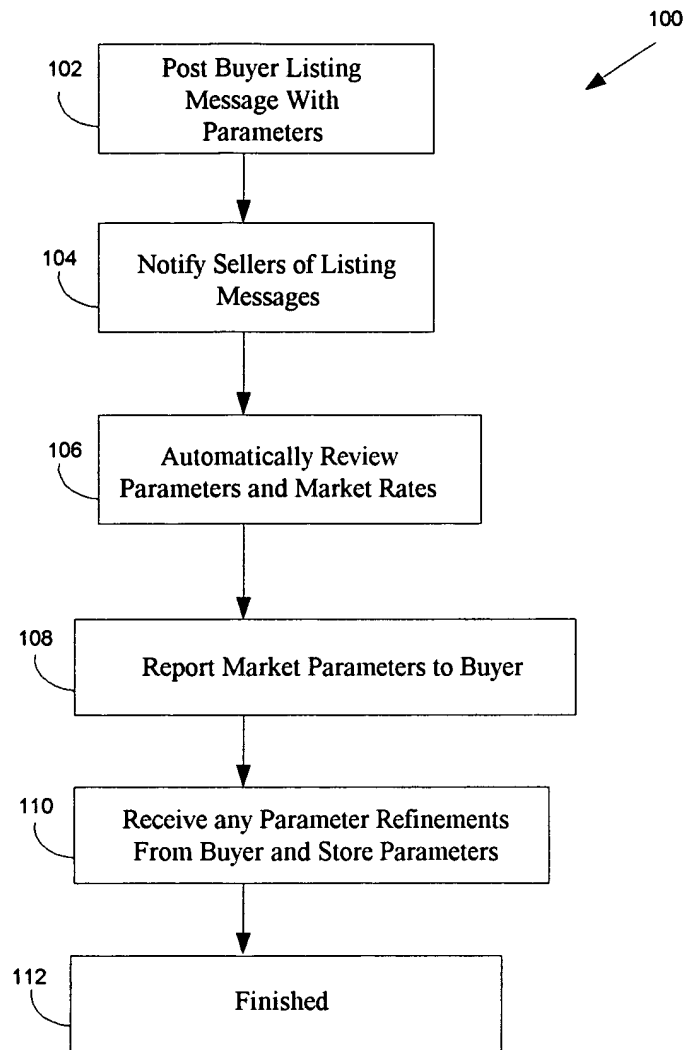 100
102
Post Buyer Listing
Message With
Parameters
104
Notify Sellers of Listing
Messages
106
Automatically Review
Parameters and Market Rates
108
Report Market Parameters to Buyer
110
Receive any Parameter Refinements
From Buyer and Store Parameters
112
Finished